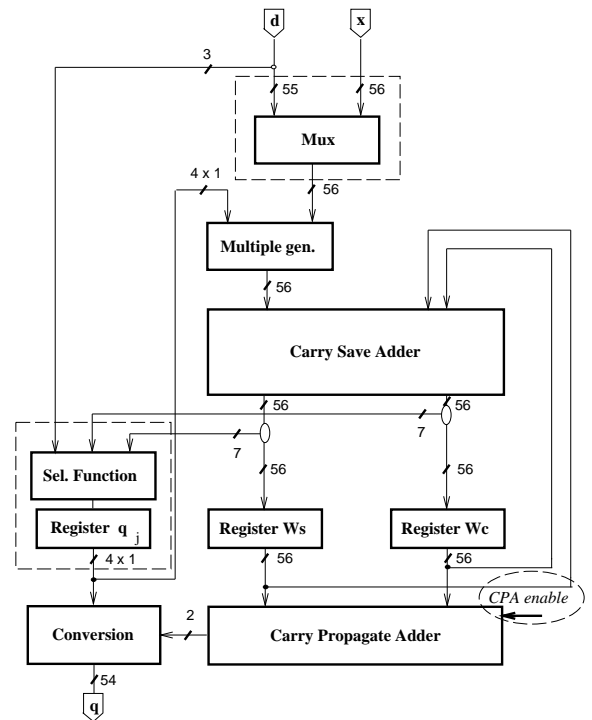 d
x
3
55
56
Mux
4 x 1
56
Multiple gen.
56
Carry Save Adder
56
56
7
7
Sel. Function
56
56
Register q j
Register Ws
Register Wc
4 x 1
56
56
CPA enable
2
Conversion
Carry Propagate Adder
54
q